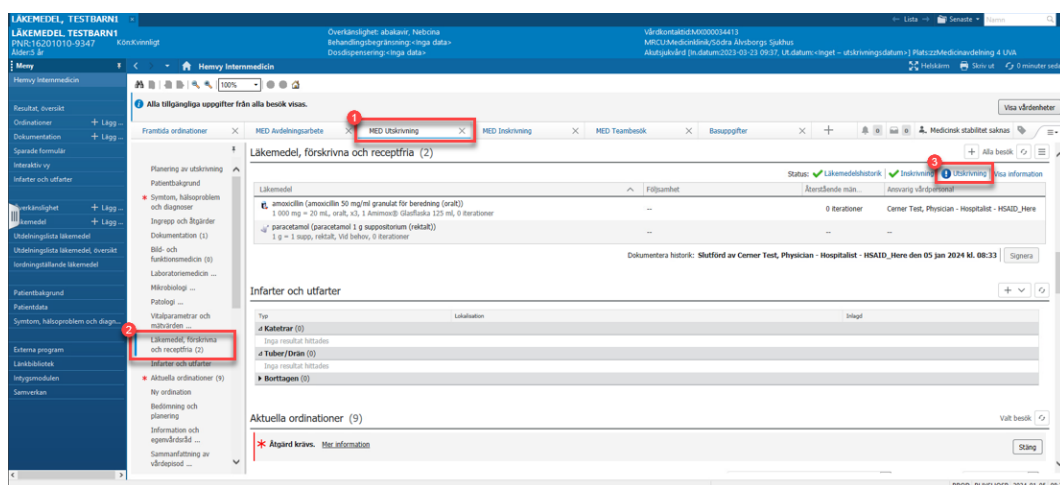 LÄKEMEDEL, TESTBARN1
Lista
Senaste
Namn
LÄKEMEDEL, TESTBARN1
PNR:16201010-9347 Kön:Kvinnligt
Ålder:5 år
Överkänslighet: abakavir, Nebcina
Behandlingsbegränsning:<Inga data>
Dosdispensering:<Inga data>
Vårdkontaktid:MX000034413
MRCU:Medicinklinik/Södra Älvsborgs Sjukhus
Akutsjukvård [In.datum:2023-03-23 09:37, Ut.datum:<Inget – utskrivningsdatum>] Plats:zzMedicinavdelning 4 UVA
Meny
Hemvy Internmedicin
Helskärm Skriv ut 0 minuter seda
Hemvy Internmedicin
Resultat, översikt
Ordinationer + Lägg ...
Dokumentation + Lägg ...
Sparade formulär
Interaktiv vy
Infarter och utfarter
verkänslighet + Lägg ...
kemedel + Lägg ...
Utdelningslista läkemedel
Utdelningslista läkemedel, översikt
Iordningställande läkemedel
Patientbakgrund
Patientdata
Symtom, hälsoproblem och diagn...
Externa program
Länkbibliotek
Intygsmodulen
Samverkan
100%
Alla tillgängliga uppgifter från alla besök visas.
Visa vårdenheter
1
Framtida ordinationer
MED Avdelningsarbete
MED Utskrivning
MED Inskrivning
MED Teambesök
Basuppgifter
0
0
Medicinsk stabilitet saknas
Planering av utskrivning
Patientbakgrund
Symtom, hälsoproblem
och diagnoser
Ingrepp och åtgärder
Dokumentation (1)
Bild- och
funktionsmedicin (0)
Laboratoriemedicin ...
Mikrobiologi ...
Patologi ...
Vitalparametrar och
mätvärden ...
2
Läkemedel, förskrivna
och receptfria (2)
Infarter och utfarter
Aktuella ordinationer (9)
Ny ordination
Bedömning och
planering
Information och
egenvårdsråd ...
Sammanfattning av
vårdepisod ...
Läkemedel, förskrivna och receptfria (2)
Alla besök
3
Status: Läkemedelshistorik Inskrivning Utskrivning Visa information
Läkemedel
Följsamhet
Återstående män...
Ansvarig vårdpersonal
amoxicillin (amoxicillin 50 mg/ml granulat för beredning (oralt))
1 000 mg = 20 mL, oralt, x3, 1 Amimox® Glasflaska 125 ml, 0 iterationer
--
0 iterationer
Cerner Test, Physician - Hospitalist - HSAID_Here
paracetamol (paracetamol 1 g suppositorium (rektalt))
1 g = 1 supp, rektalt, Vid behov, 0 iterationer
--
--
--
Dokumentera historik: Slutförd av Cerner Test, Physician - Hospitalist - HSAID_Here den 05 jan 2024 kl. 08:33
Signera
Infarter och utfarter
Typ
Lokalisation
Inlagd
Katetrar (0)
Inga resultat hittades
Tuber/Drän (0)
Inga resultat hittades
Borttagen (0)
Aktuella ordinationer (9)
Valt besök
Åtgärd krävs. Mer information
Stäng